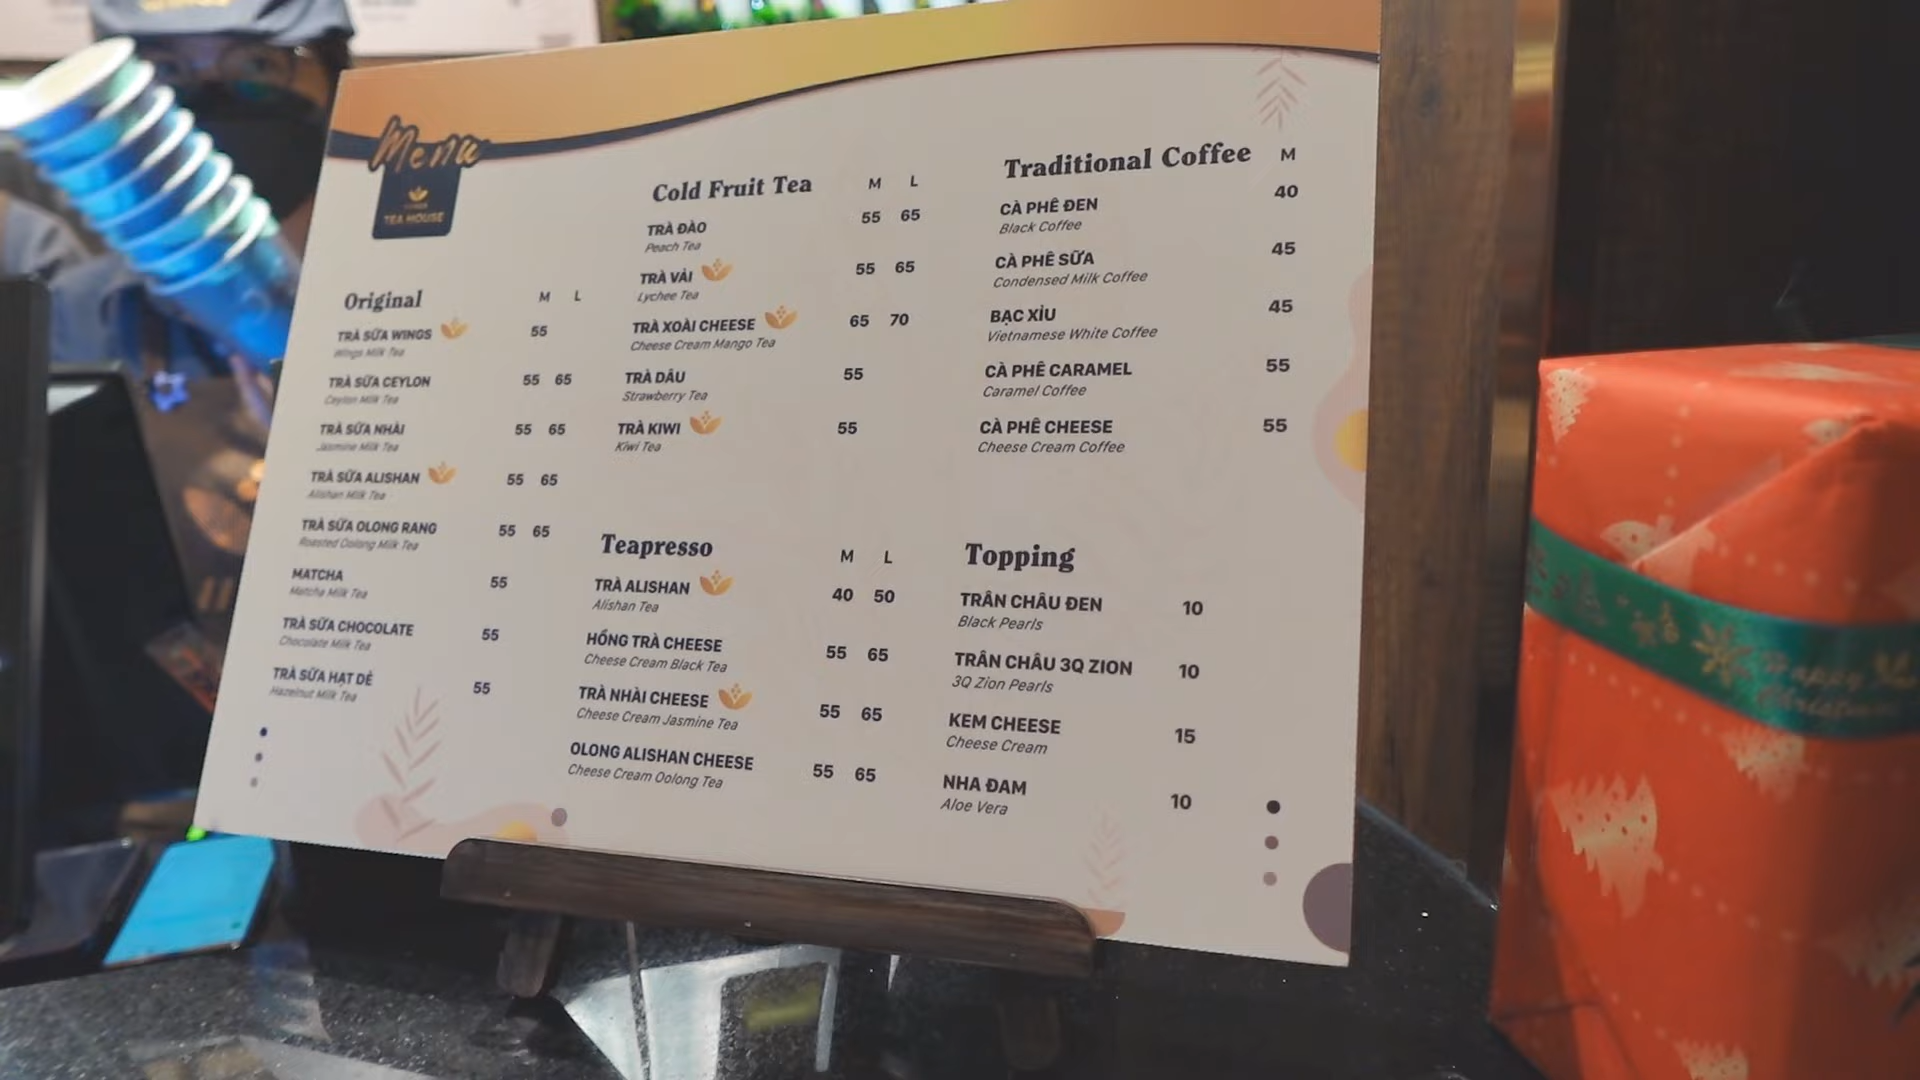 Menu
TEA HOUSE
Original M L
TRÀ SỮA WINGS 55
Wings Milk Tea
TRÀ SỮA CEYLON 55 65
Ceylon Milk Tea
TRÀ SỮA NHÀI 55 65
Jasmine Milk Tea
TRÀ SỮA ALISHAN 55 65
Alishan Milk Tea
TRÀ SỮA OLONG RANG 55 65
Roasted Oolong Milk Tea
MATCHA 55
Matcha Milk Tea
TRÀ SỮA CHOCOLATE 55
Chocolate Milk Tea
TRÀ SỮA HẠT DẺ 55
Hazelnut Milk Tea
Cold Fruit Tea M L
TRÀ ĐÀO 55 65
Peach Tea
TRÀ VẢI 55 65
Lychee Tea
TRÀ XOÀI CHEESE 65 70
Cheese Cream Mango Tea
TRÀ DÂU 55
Strawberry Tea
TRÀ KIWI 55
Kiwi Tea
Teapresso M L
TRÀ ALISHAN 40 50
Alishan Tea
HỒNG TRÀ CHEESE 55 65
Cheese Cream Black Tea
TRÀ NHÀI CHEESE 55 65
Cheese Cream Jasmine Tea
OLONG ALISHAN CHEESE 55 65
Cheese Cream Oolong Tea
Traditional Coffee M
CÀ PHÊ ĐEN 40
Black Coffee
CÀ PHÊ SỮA 45
Condensed Milk Coffee
BẠC XỈU 45
Vietnamese White Coffee
CÀ PHÊ CARAMEL 55
Caramel Coffee
CÀ PHÊ CHEESE 55
Cheese Cream Coffee
Topping
TRÂN CHÂU ĐEN 10
Black Pearls
TRÂN CHÂU 3Q ZION 10
3Q Zion Pearls
KEM CHEESE 15
Cheese Cream
NHA ĐAM 10
Aloe Vera
Happy
Christmas